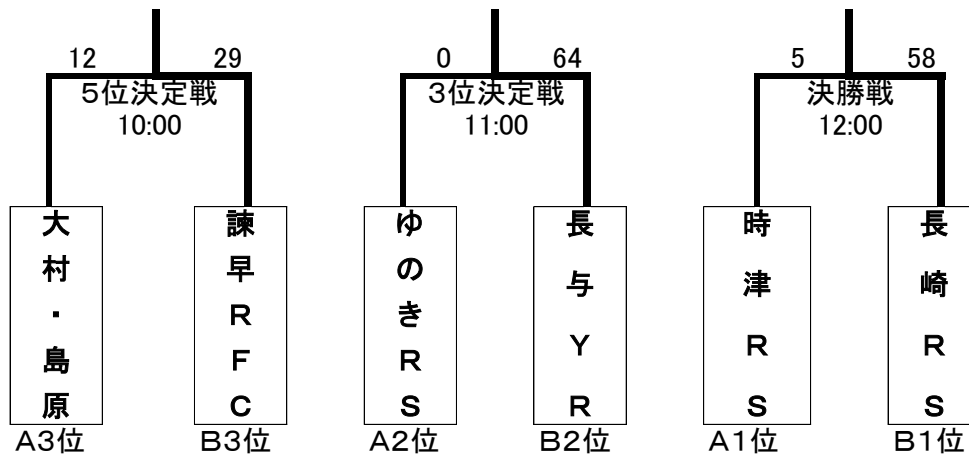 12 29
5位決定戦
10:00
大村・島原
諫早RFC
A3位 B3位
0 64
3位決定戦
11:00
ゆのきRS
長与YR
A2位 B2位
5 58
決勝戦
12:00
時津RS
長崎RS
A1位 B1位